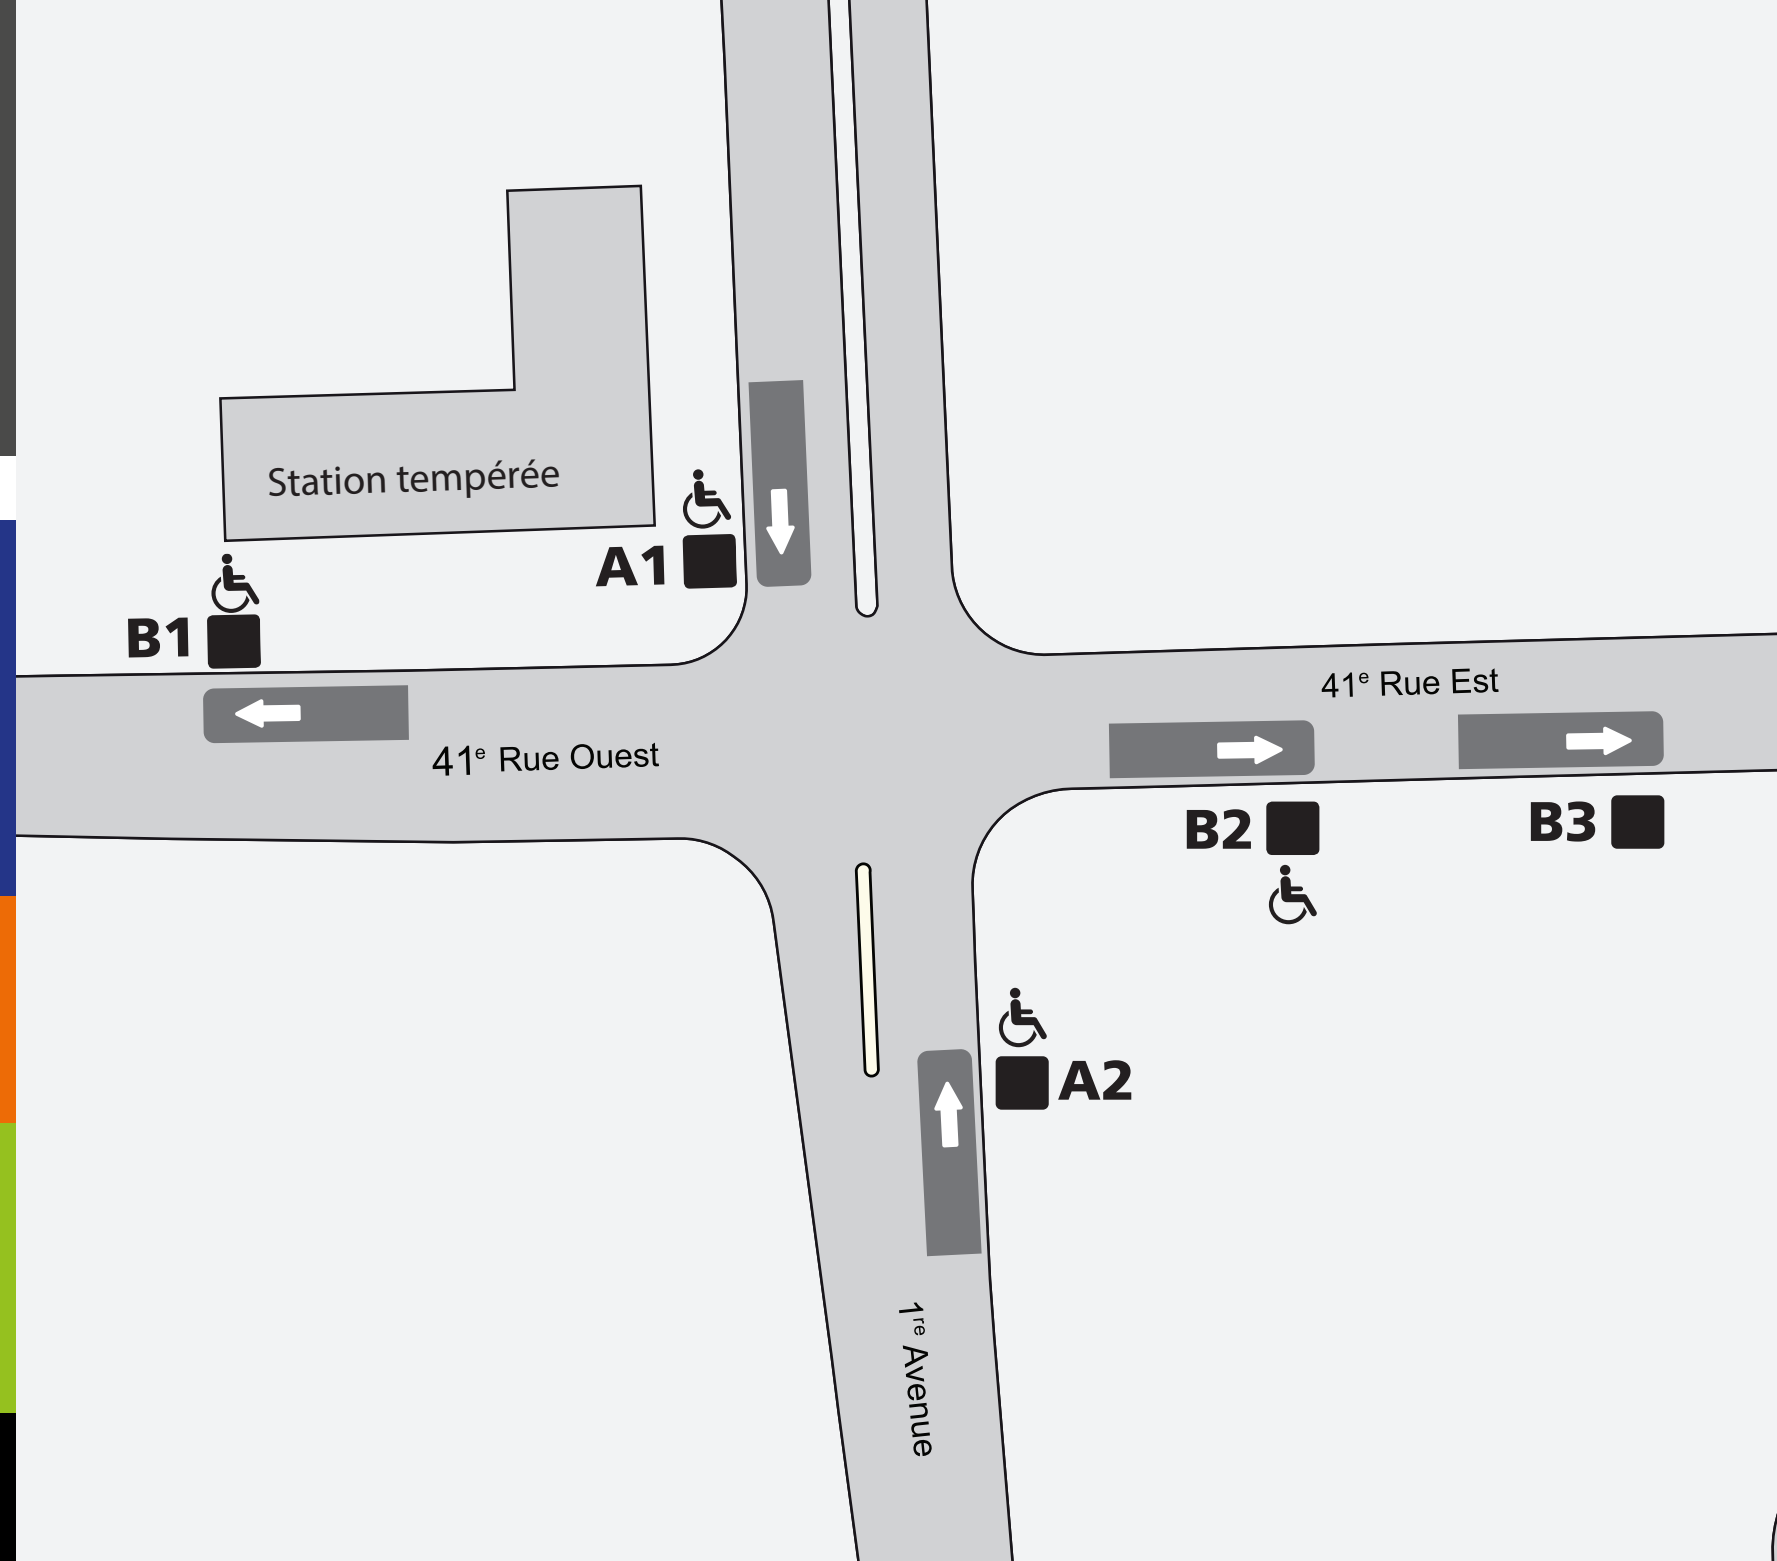 Station tempérée
A1
B1
41e Rue Est
41e Rue Ouest
B2
B3
A2
1re Avenue